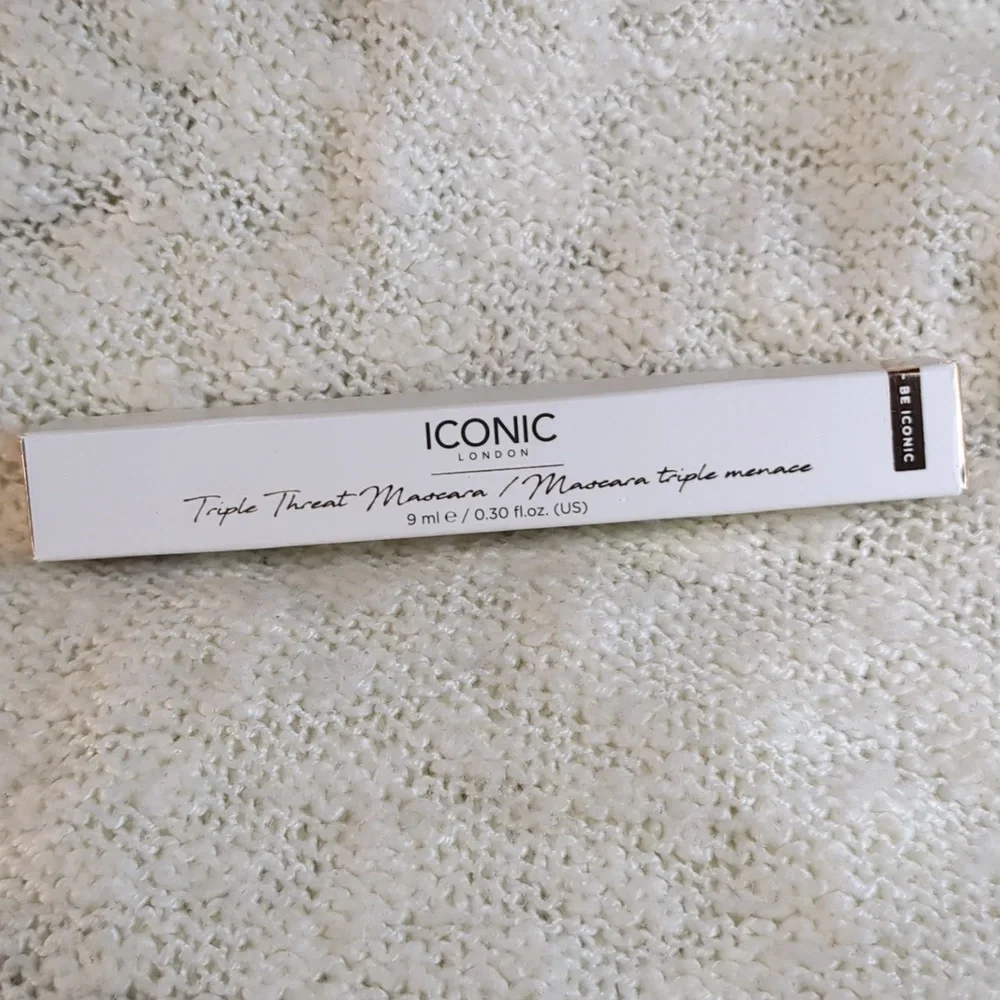 ICONIC
LONDON
Triple Threat Mascara / Mascara triple menace
9 ml ℮ / 0.30 fl.oz. (US)
BE ICONIC